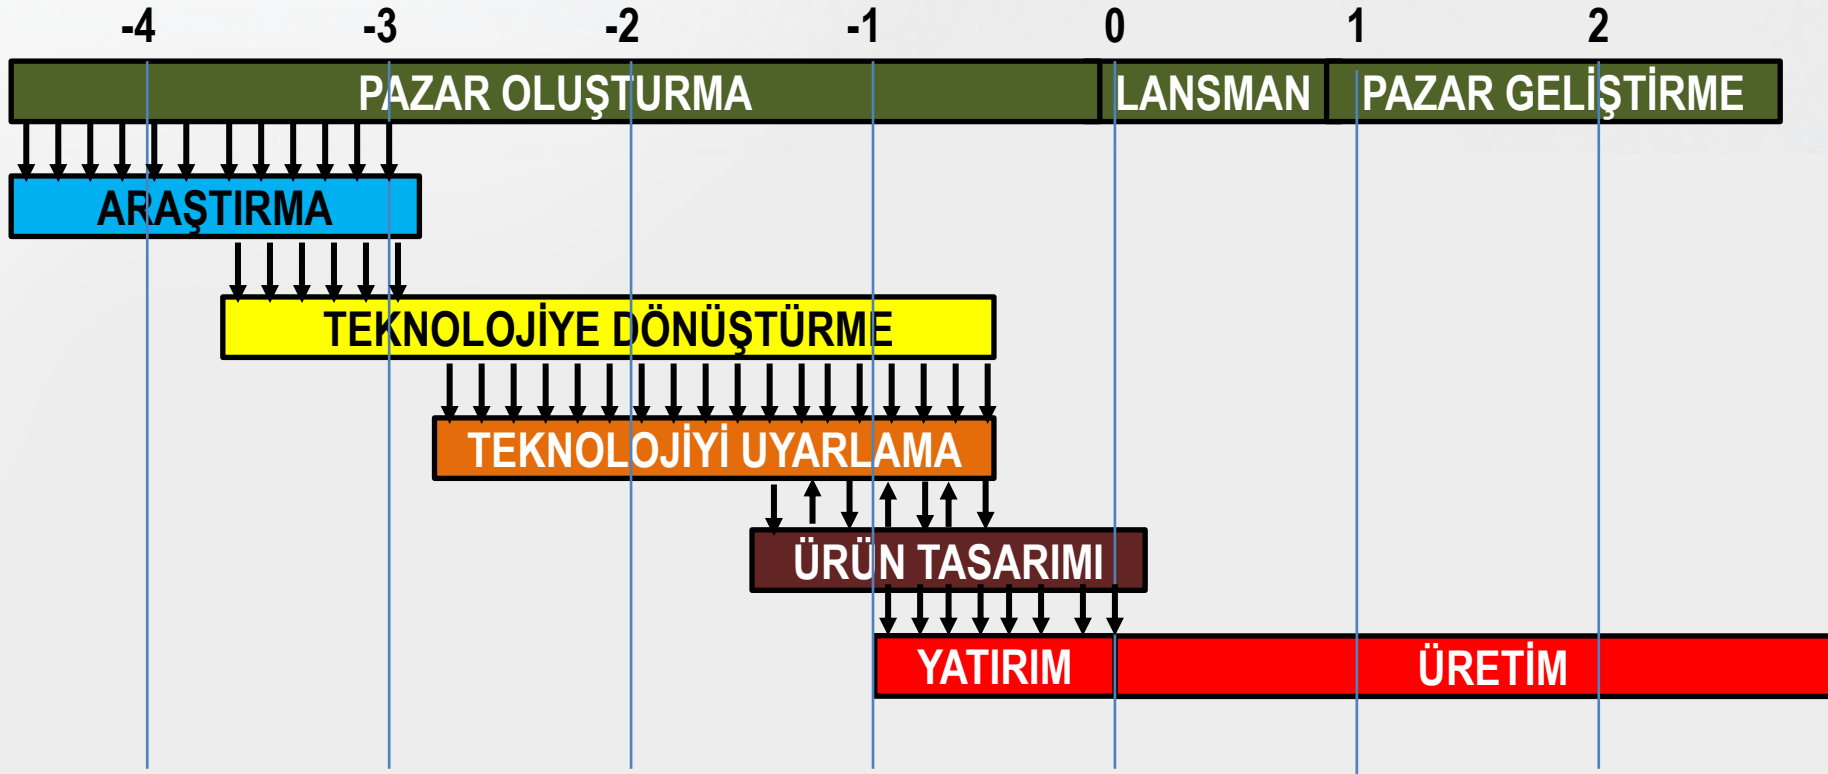 -4 -3 -2 -1 0 1 2
PAZAR OLUŞTURMA LANSMAN PAZAR GELİŞTİRME
ARAŞTIRMA
TEKNOLOJİYE DÖNÜŞTÜRME
TEKNOLOJİYİ UYARLAMA
ÜRÜN TASARIMI
YATIRIM ÜRETİM